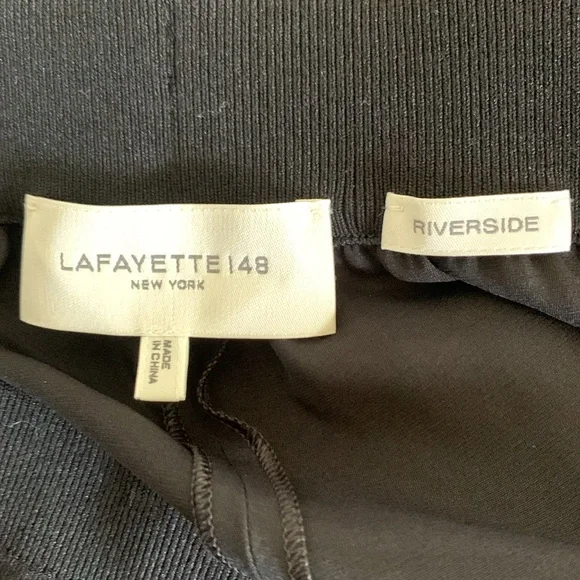 LAFAYETTE 148
NEW YORK
MADE
IN CHINA
RIVERSIDE